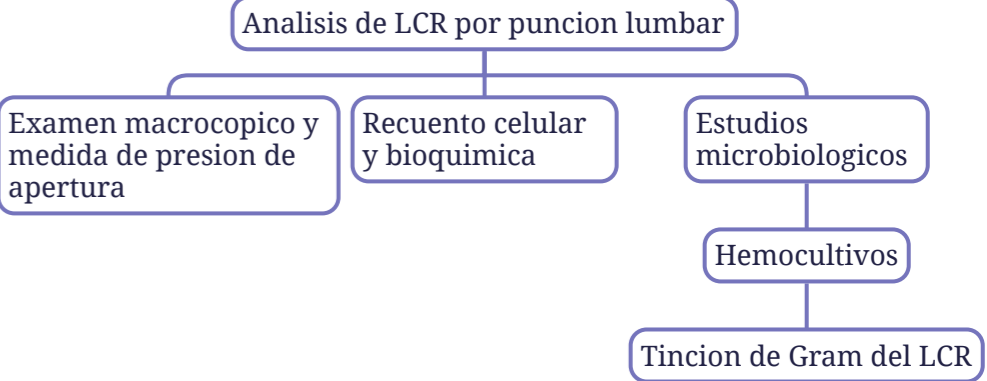 Analisis de LCR por puncion lumbar
Examen macrocopico y
medida de presion de
apertura
Recuento celular
y bioquimica
Estudios
microbiologicos
Hemocultivos
Tincion de Gram del LCR